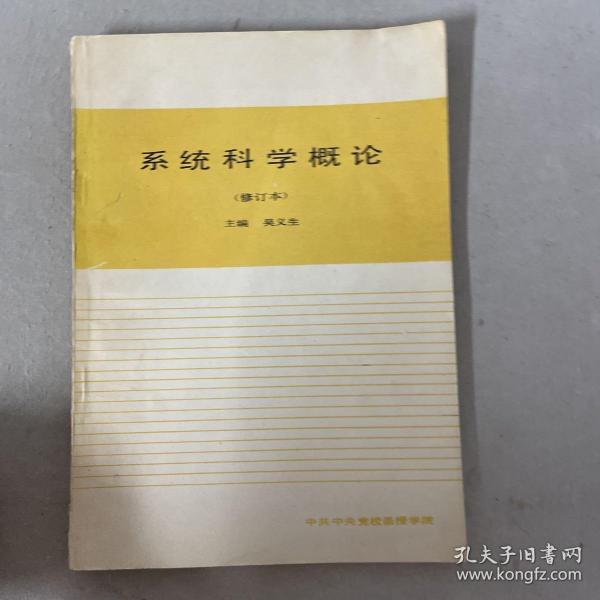 系统科学概论
(修订本)
主编 吴义生
中共中央党校函授学院
孔夫子旧书网
www.kongfz.com